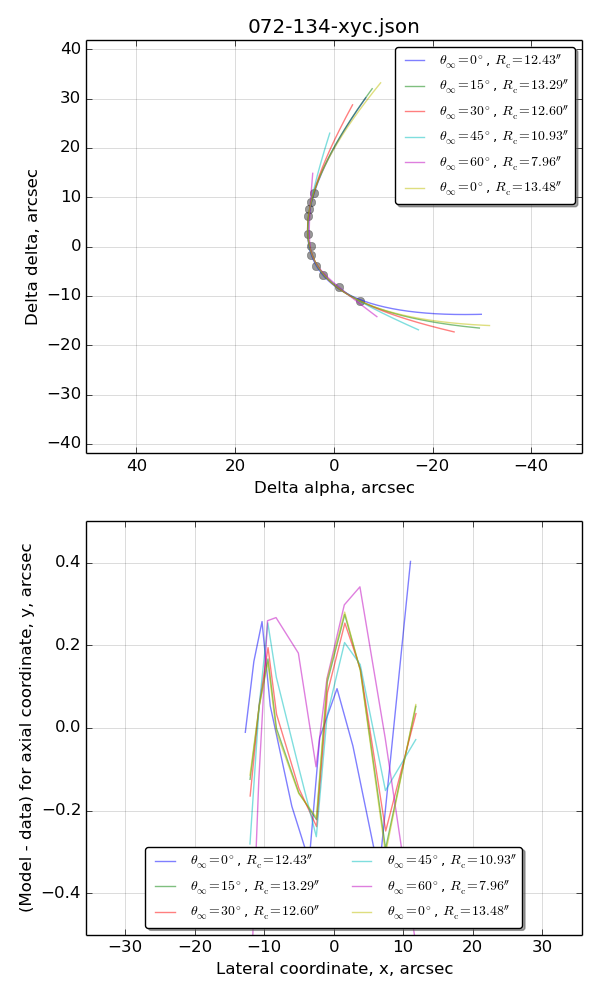 072-134-xyc.json
θ∞=0°, Rc=12.43″
θ∞=15°, Rc=13.29″
θ∞=30°, Rc=12.60″
θ∞=45°, Rc=10.93″
θ∞=60°, Rc=7.96″
θ∞=0°, Rc=13.48″
40
30
20
10
0
−10
−20
−30
−40
Delta delta, arcsec
40 20 0 −20 −40
Delta alpha, arcsec
0.4
0.2
0.0
−0.2
−0.4
(Model - data) for axial coordinate, y, arcsec
θ∞=0°, Rc=12.43″ θ∞=45°, Rc=10.93″
θ∞=15°, Rc=13.29″ θ∞=60°, Rc=7.96″
θ∞=30°, Rc=12.60″ θ∞=0°, Rc=13.48″
−30 −20 −10 0 10 20 30
Lateral coordinate, x, arcsec